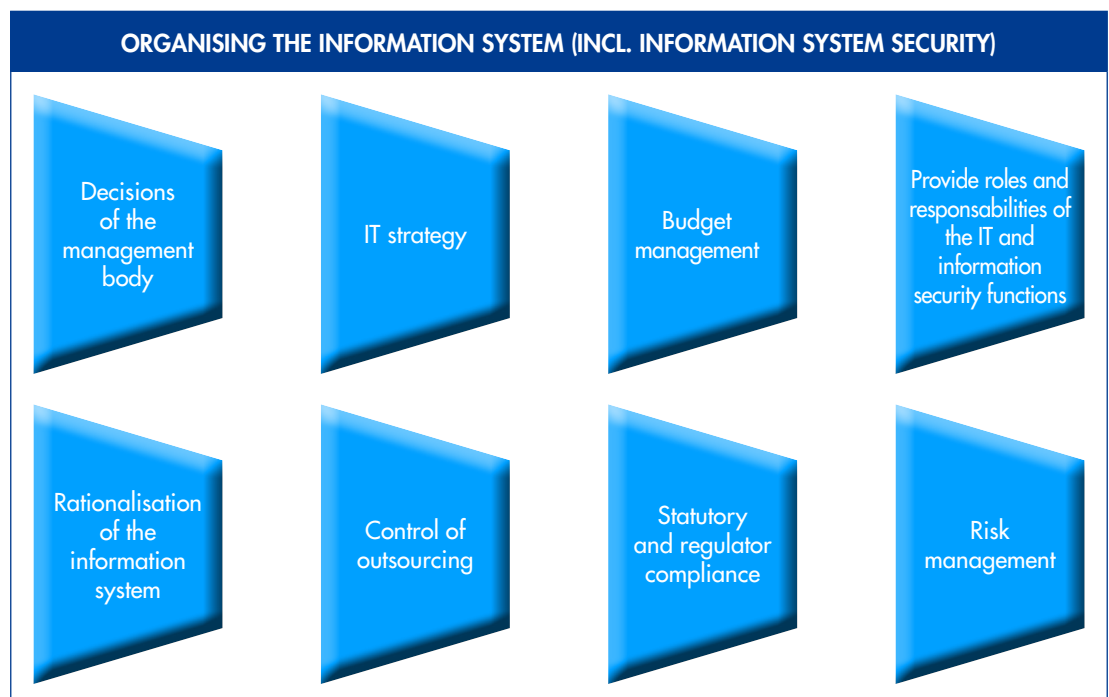 ORGANISING THE INFORMATION SYSTEM (INCL. INFORMATION SYSTEM SECURITY)
Decisions
of the
management
body
IT strategy
Budget
management
Provide roles and
responsabilities of
the IT and
information
security functions
Rationalisation
of the
information
system
Control of
outsourcing
Statutory
and regulator
compliance
Risk
management